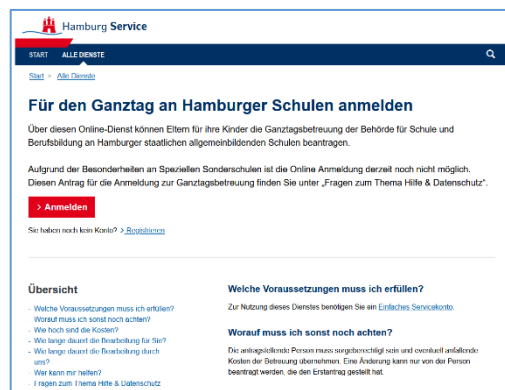 Hamburg Service
START ALLE DIENSTE
Start > Alle Dienste
Für den Ganztag an Hamburger Schulen anmelden
Über diesen Online-Dienst können Eltern für ihre Kinder die Ganztagsbetreuung der Behörde für Schule und
Berufsbildung an Hamburger staatlichen allgemeinbildenden Schulen beantragen.
Aufgrund der Besonderheiten an Speziellen Sonderschulen ist die Online Anmeldung derzeit noch nicht möglich.
Diesen Antrag für die Anmeldung zur Ganztagsbetreuung finden Sie unter „Fragen zum Thema Hilfe & Datenschutz".
> Anmelden
Sie haben noch kein Konto? > Registrieren
Übersicht
- Welche Voraussetzungen muss ich erfüllen?
Worauf muss ich sonst noch achten?
- Wie hoch sind die Kosten?
- Wie lange dauert die Bearbeitung für Sie?
- Wie lange dauert die Bearbeitung durch
uns?
- Wer kann mir helfen?
- Fragen zum Thema Hilfe & Datenschutz
Welche Voraussetzungen muss ich erfüllen?
Zur Nutzung dieses Dienstes benötigen Sie ein Einfaches Servicekonto.
Worauf muss ich sonst noch achten?
Die antragstellende Person muss sorgeberechtigt sein und eventuell anfallende
Kosten der Betreuung übernehmen. Eine Änderung kann nur von der Person
beantragt werden, die den Erstantrag gestellt hat.